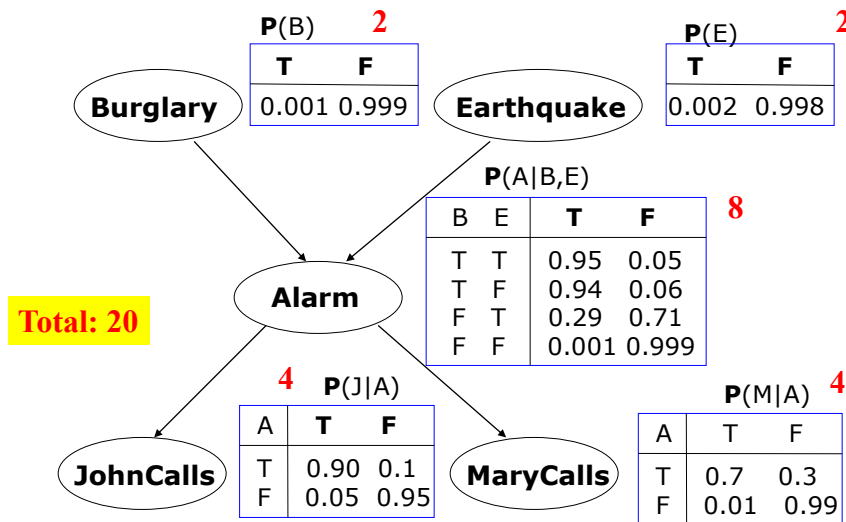 P(B) 2
T F
0.001 0.999
P(E) 2
T F
0.002 0.998
Burglary
Earthquake
P(A|B,E)
8
B E T F
T T 0.95 0.05
T F 0.94 0.06
F T 0.29 0.71
F F 0.001 0.999
Alarm
Total: 20
4 P(J|A)
A T F
T 0.90 0.1
F 0.05 0.95
P(M|A) 4
A T F
T 0.7 0.3
F 0.01 0.99
JohnCalls
MaryCalls